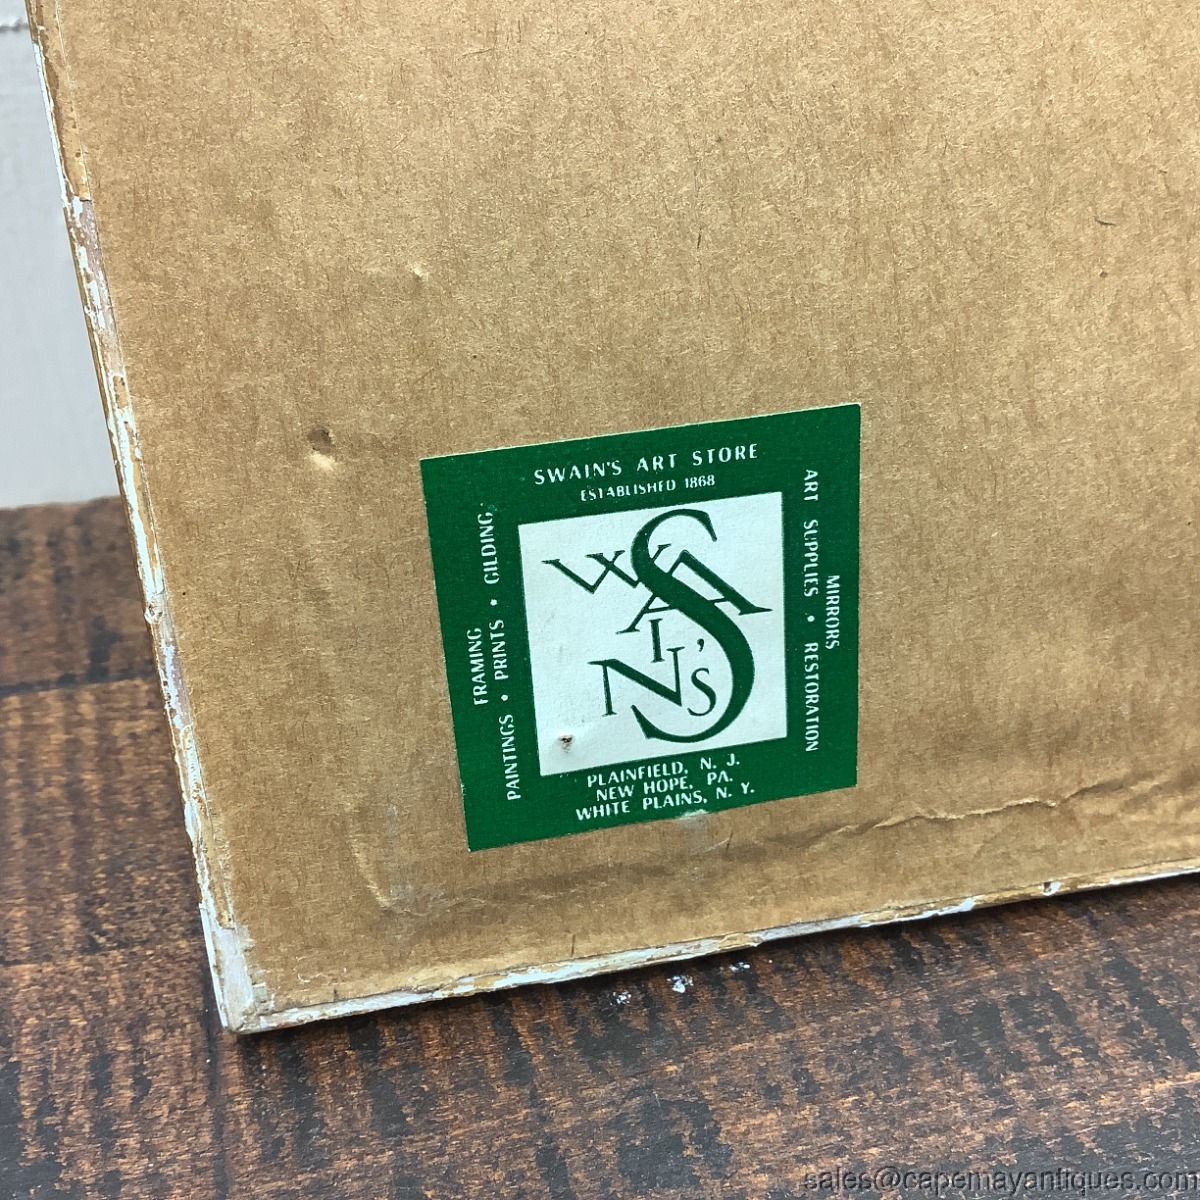 SWAIN'S ART STORE
ESTABLISHED 1868
FRAMING
PAINTINGS • PRINTS • GILDING,
SWAIN'S
MIRRORS
ART SUPPLIES • RESTORATION
PLAINFIELD, N. J.
NEW HOPE, PA.
WHITE PLAINS, N. Y.
sales@capemayantiques.com